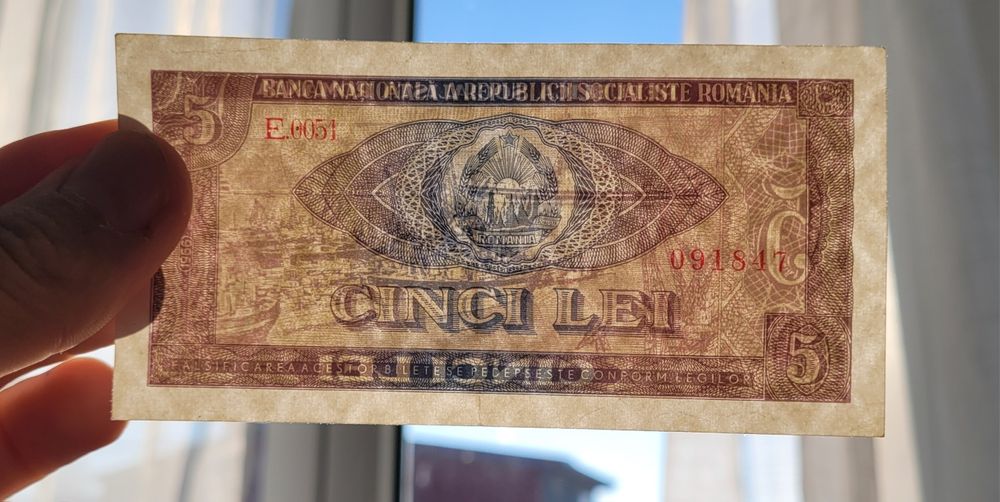 5
BANCA NAȚIONALĂ A REPUBLICII SOCIALISTE ROMÂNIA
E.0051
ROMANIA
091847
CINCI LEI
5
FALSIFICAREA ACESTOR BILETE SE PEDEPSEȘTE CONFORM LEGILOR